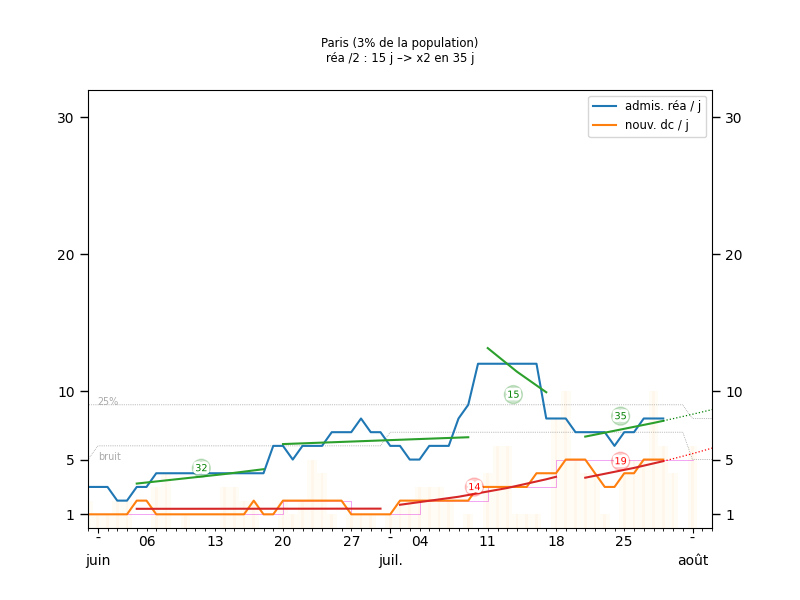 Paris (3% de la population)
réa /2 : 15 j –> x2 en 35 j
admis. réa / j
nouv. dc / j
30 30
20 20
10 10
5 5
1 1
25%
bruit
32
14
15
35
19
- 06 13 20 27 - 04 11 18 25 -
juin juil. août